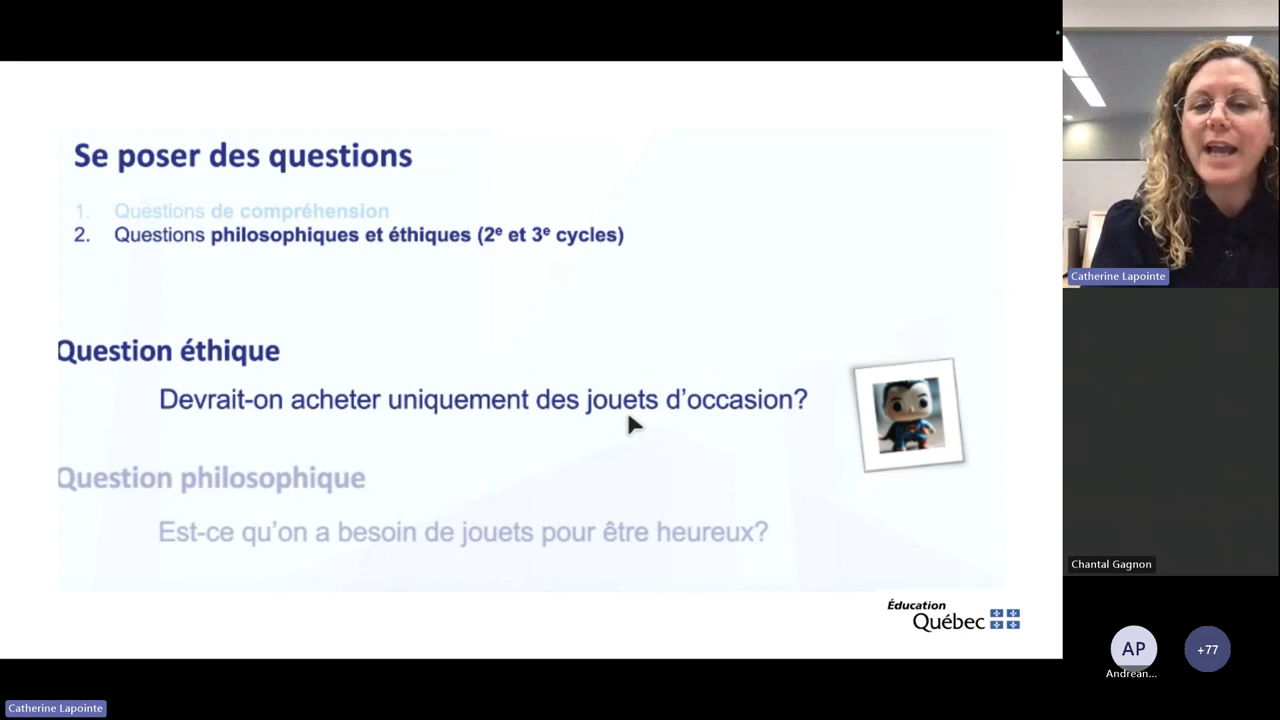 Se poser des questions
1. Questions de compréhension
2. Questions philosophiques et éthiques (2e et 3e cycles)
Question éthique
Devrait-on acheter uniquement des jouets d'occasion?
Question philosophique
Est-ce qu'on a besoin de jouets pour être heureux?
Éducation
Québec
Catherine Lapointe
Chantal Gagnon
AP
Andréan...
+77
Catherine Lapointe